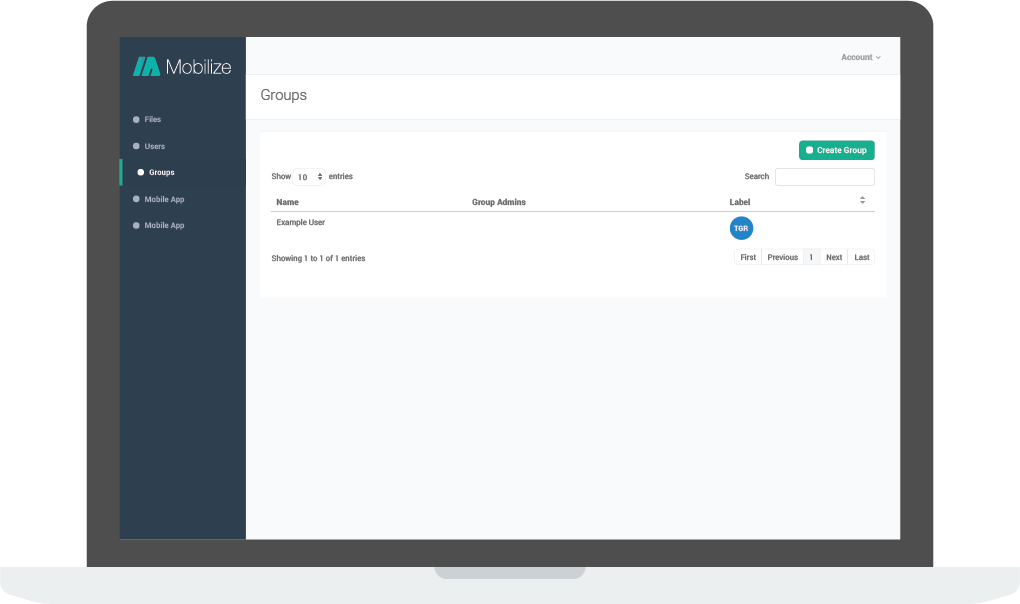 Mobilize
Account
Groups
Files
Users
Groups
Mobile App
Mobile App
Create Group
Show 10 entries
Search
Name Group Admins Label
Example User TGR
Showing 1 to 1 of 1 entries
First Previous 1 Next Last